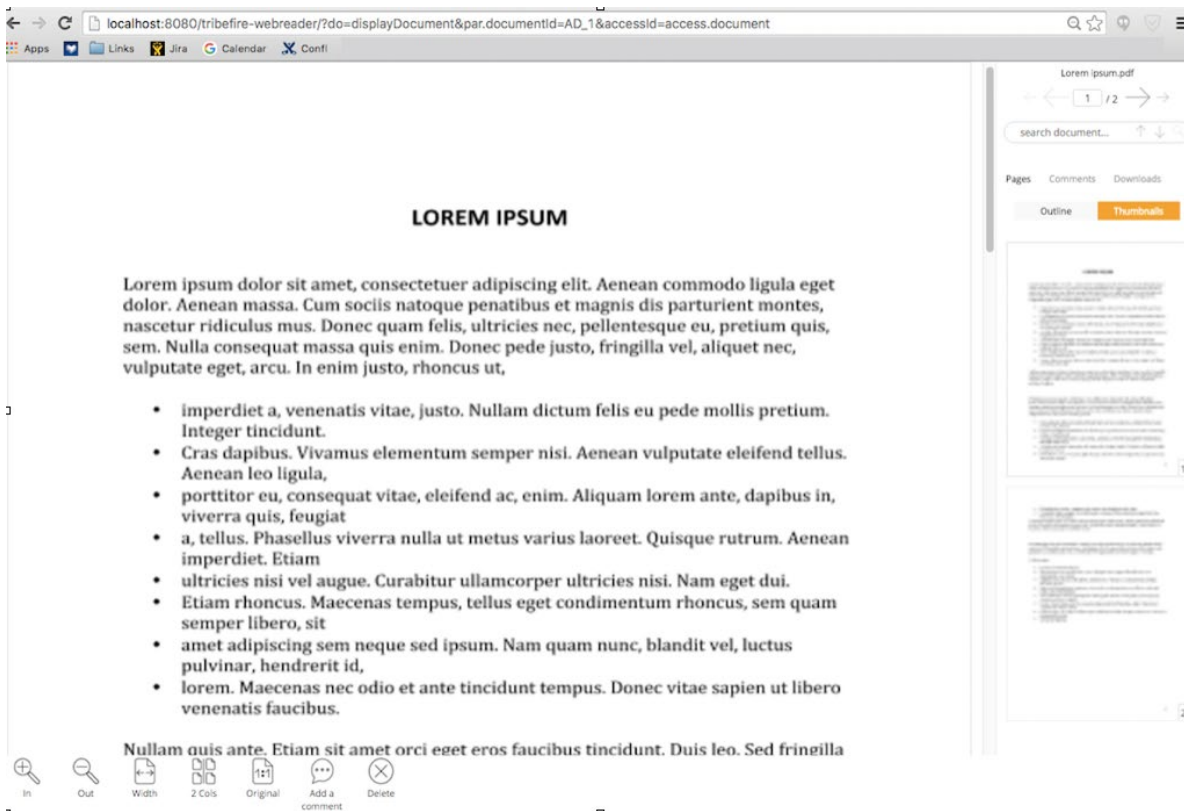 localhost:8080/tribefire-webreader/?do=displayDocument&par.documentId=AD_1&accessId=access.document
Apps Links Jira Calendar Confl
Lorem ipsum.pdf
1 / 2
search document...
Pages Comments Downloads
Outline Thumbnails
LOREM IPSUM
Lorem ipsum dolor sit amet, consectetuer adipiscing elit. Aenean commodo ligula eget
dolor. Aenean massa. Cum sociis natoque penatibus et magnis dis parturient montes,
nascetur ridiculus mus. Donec quam felis, ultricies nec, pellentesque eu, pretium quis,
sem. Nulla consequat massa quis enim. Donec pede justo, fringilla vel, aliquet nec,
vulputate eget, arcu. In enim justo, rhoncus ut,
• imperdiet a, venenatis vitae, justo. Nullam dictum felis eu pede mollis pretium.
Integer tincidunt.
• Cras dapibus. Vivamus elementum semper nisi. Aenean vulputate eleifend tellus.
Aenean leo ligula,
• porttitor eu, consequat vitae, eleifend ac, enim. Aliquam lorem ante, dapibus in,
viverra quis, feugiat
• a, tellus. Phasellus viverra nulla ut metus varius laoreet. Quisque rutrum. Aenean
imperdiet. Etiam
• ultricies nisi vel augue. Curabitur ullamcorper ultricies nisi. Nam eget dui.
• Etiam rhoncus. Maecenas tempus, tellus eget condimentum rhoncus, sem quam
semper libero, sit
• amet adipiscing sem neque sed ipsum. Nam quam nunc, blandit vel, luctus
pulvinar, hendrerit id,
• lorem. Maecenas nec odio et ante tincidunt tempus. Donec vitae sapien ut libero
venenatis faucibus.
Nullam quis ante. Etiam sit amet orci eget eros faucibus tincidunt. Duis leo. Sed fringilla
LOREM IPSUM
1
2
In Out Width 2 Cols Original Add a comment Delete